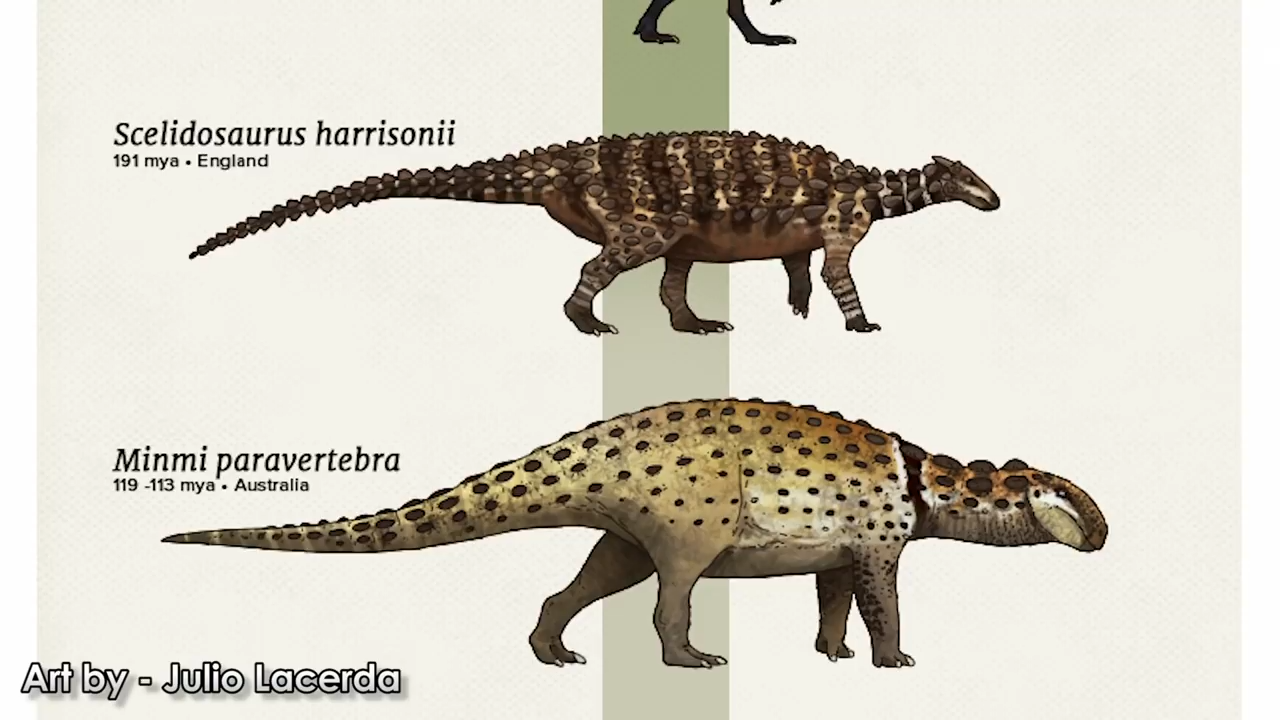 Scelidosaurus harrisonii
191 mya • England
Minmi paravertebra
119 -113 mya • Australia
Art by - Julio Lacerda